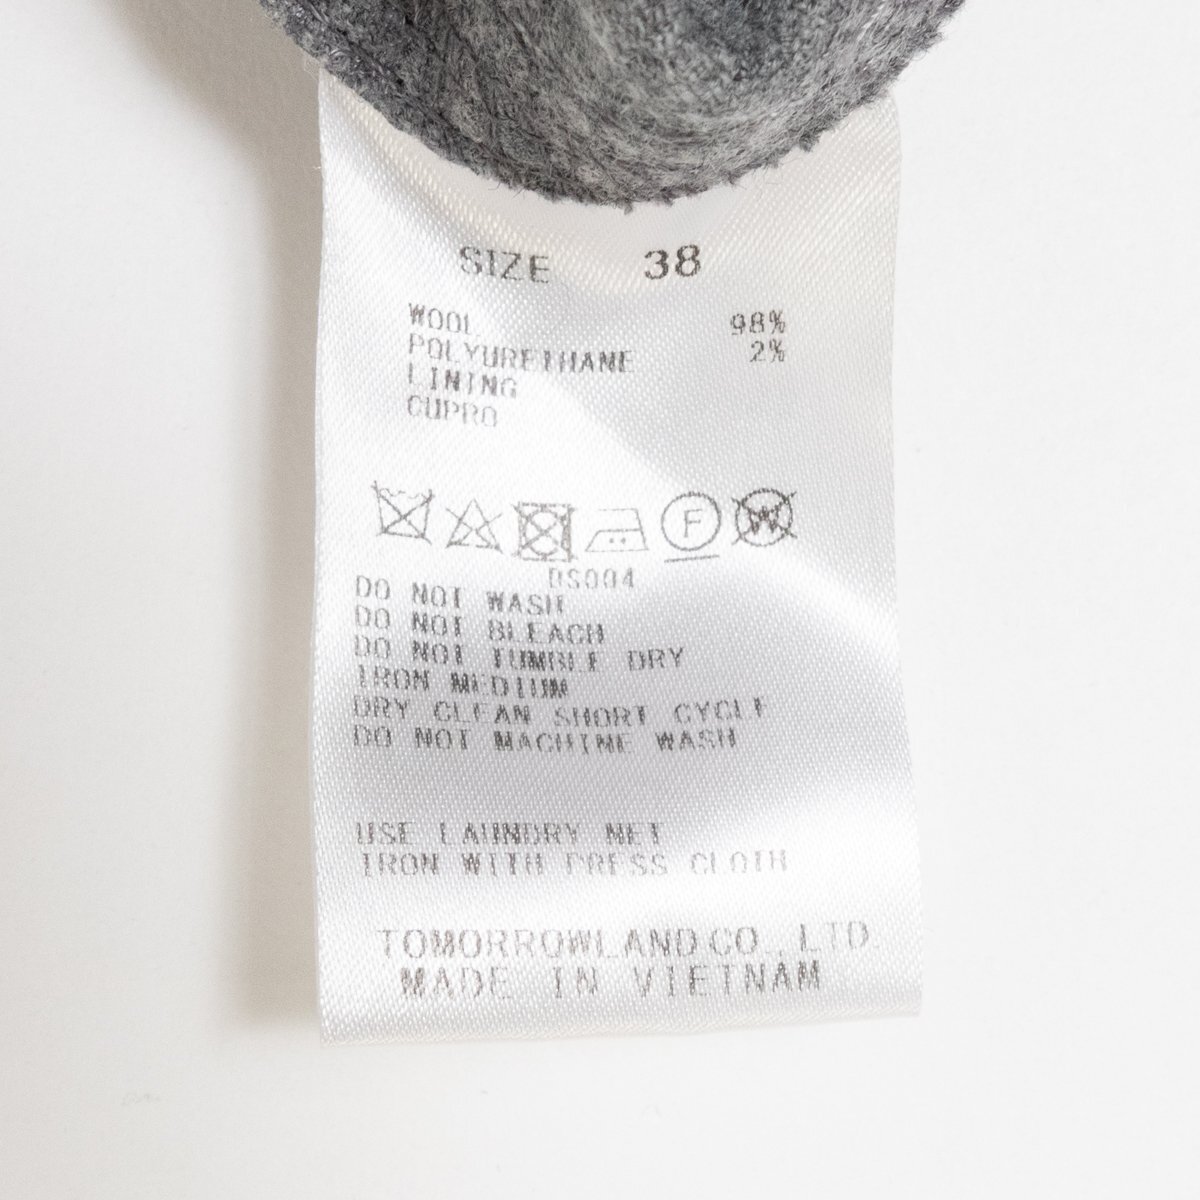 SIZE 38
WOOL 98%
POLYURETHANE 2%
LINING
CUPRO
F W
DS004
DO NOT WASH
DO NOT BLEACH
DO NOT TUMBLE DRY
IRON MEDIUM
DRY CLEAN SHORT CYCLE
DO NOT MACHINE WASH
USE LAUNDRY NET
IRON WITH PRESS CLOTH
TOMORROWLAND CO., LTD.
MADE IN VIETNAM